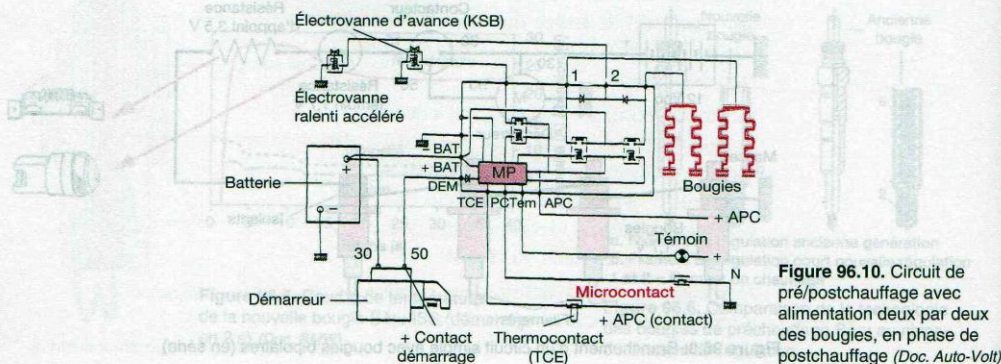 Électrovanne d'avance (KSB)
Électrovanne
ralenti accéléré
1 2
– BAT
+ BAT
DEM
MP
TCE PC Tem APC
Batterie
+
–
Bougies
+ APC
Témoin
+
N
30 50
Démarreur
Microcontact
+ APC (contact)
+ Contact
démarrage
Thermocontact
(TCE)
Figure 96.10. Circuit de
pré/postchauffage avec
alimentation deux par deux
des bougies, en phase de
postchauffage (Doc. Auto-Volt)